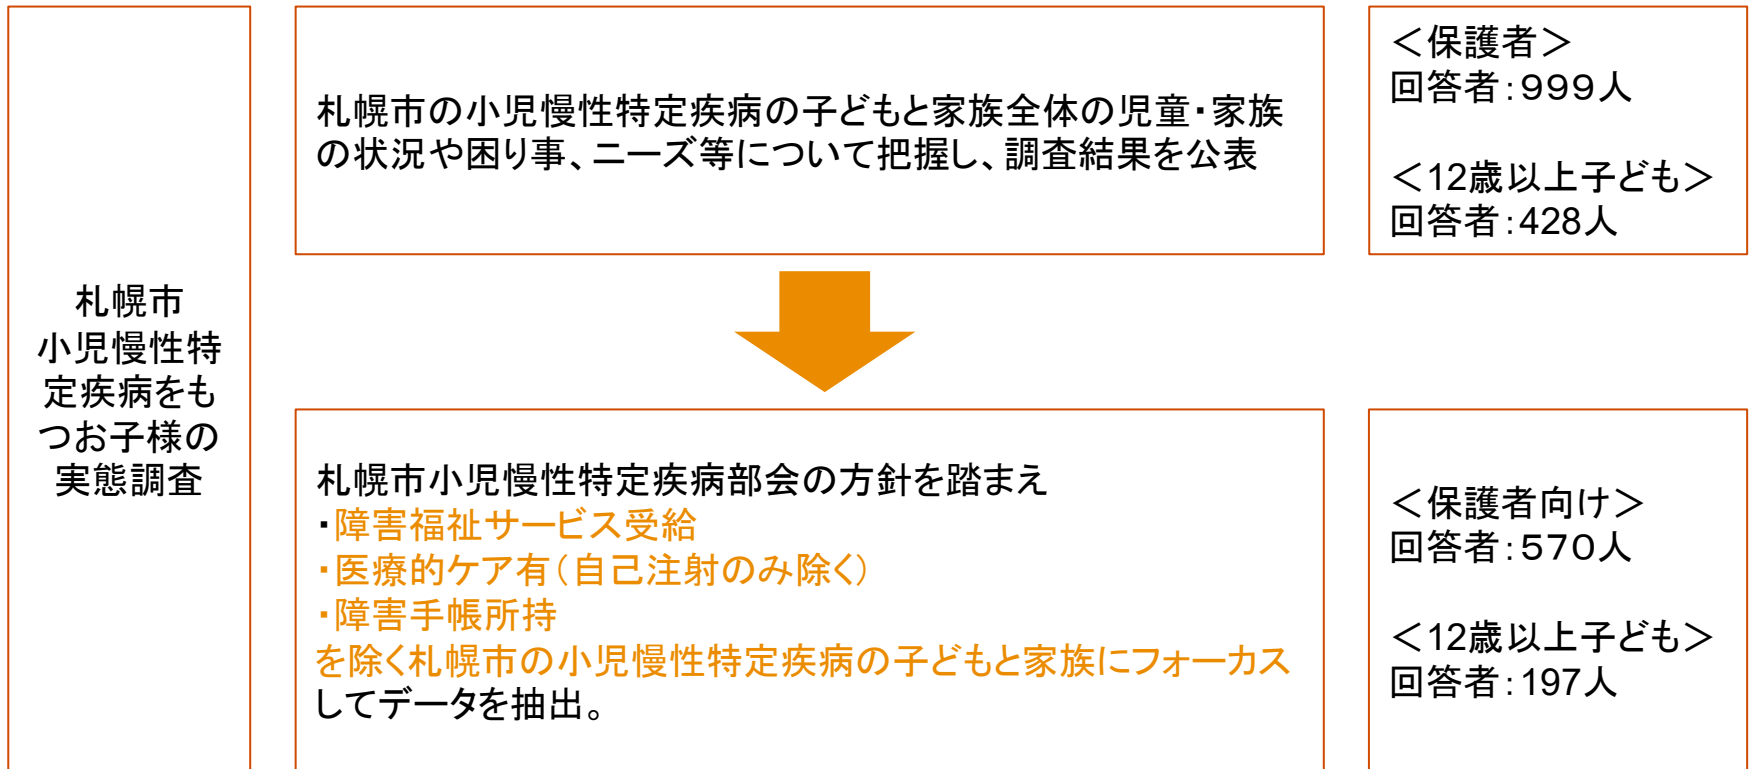 札幌市
小児慢性特
定疾病をも
つお子様の
実態調査
札幌市の小児慢性特定疾病の子どもと家族全体の児童・家族
の状況や困り事、ニーズ等について把握し、調査結果を公表
＜保護者＞
回答者：９９９人
＜12歳以上子ども＞
回答者：428人
札幌市小児慢性特定疾病部会の方針を踏まえ
・障害福祉サービス受給
・医療的ケア有（自己注射のみ除く）
・障害手帳所持
を除く札幌市の小児慢性特定疾病の子どもと家族にフォーカス
してデータを抽出。
＜保護者向け＞
回答者：５７０人
＜12歳以上子ども＞
回答者：197人